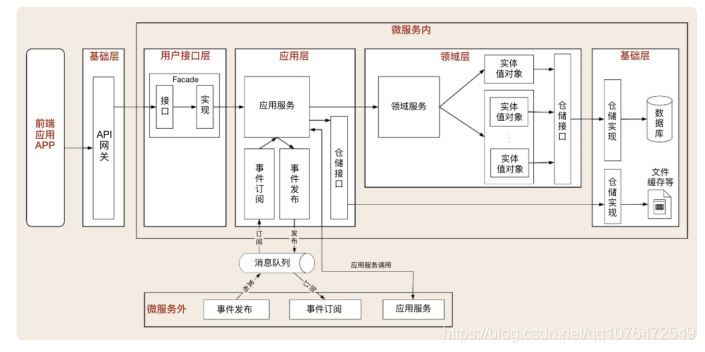 微服务内
前端
应用
APP
基础层
API
网关
用户接口层
Facade
接口
实现
应用层
应用服务
事件订阅
事件发布
仓储接口
领域层
领域服务
实体
值对象
实体
值对象
实体
值对象
仓储接口
基础层
仓储实现
数据库
仓储实现
文件
缓存等
订阅
发布
消息队列
应用服务调用
发布
订阅
微服务外
事件发布
事件订阅
应用服务
https://blog.csdn.net/qq1076472549